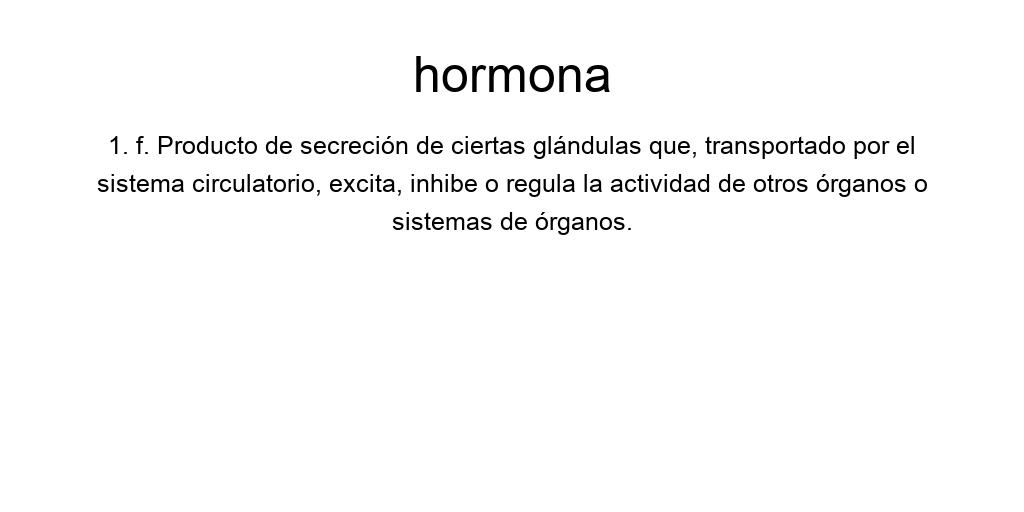 hormona
1. f. Producto de secreción de ciertas glándulas que, transportado por el
sistema circulatorio, excita, inhibe o regula la actividad de otros órganos o
sistemas de órganos.